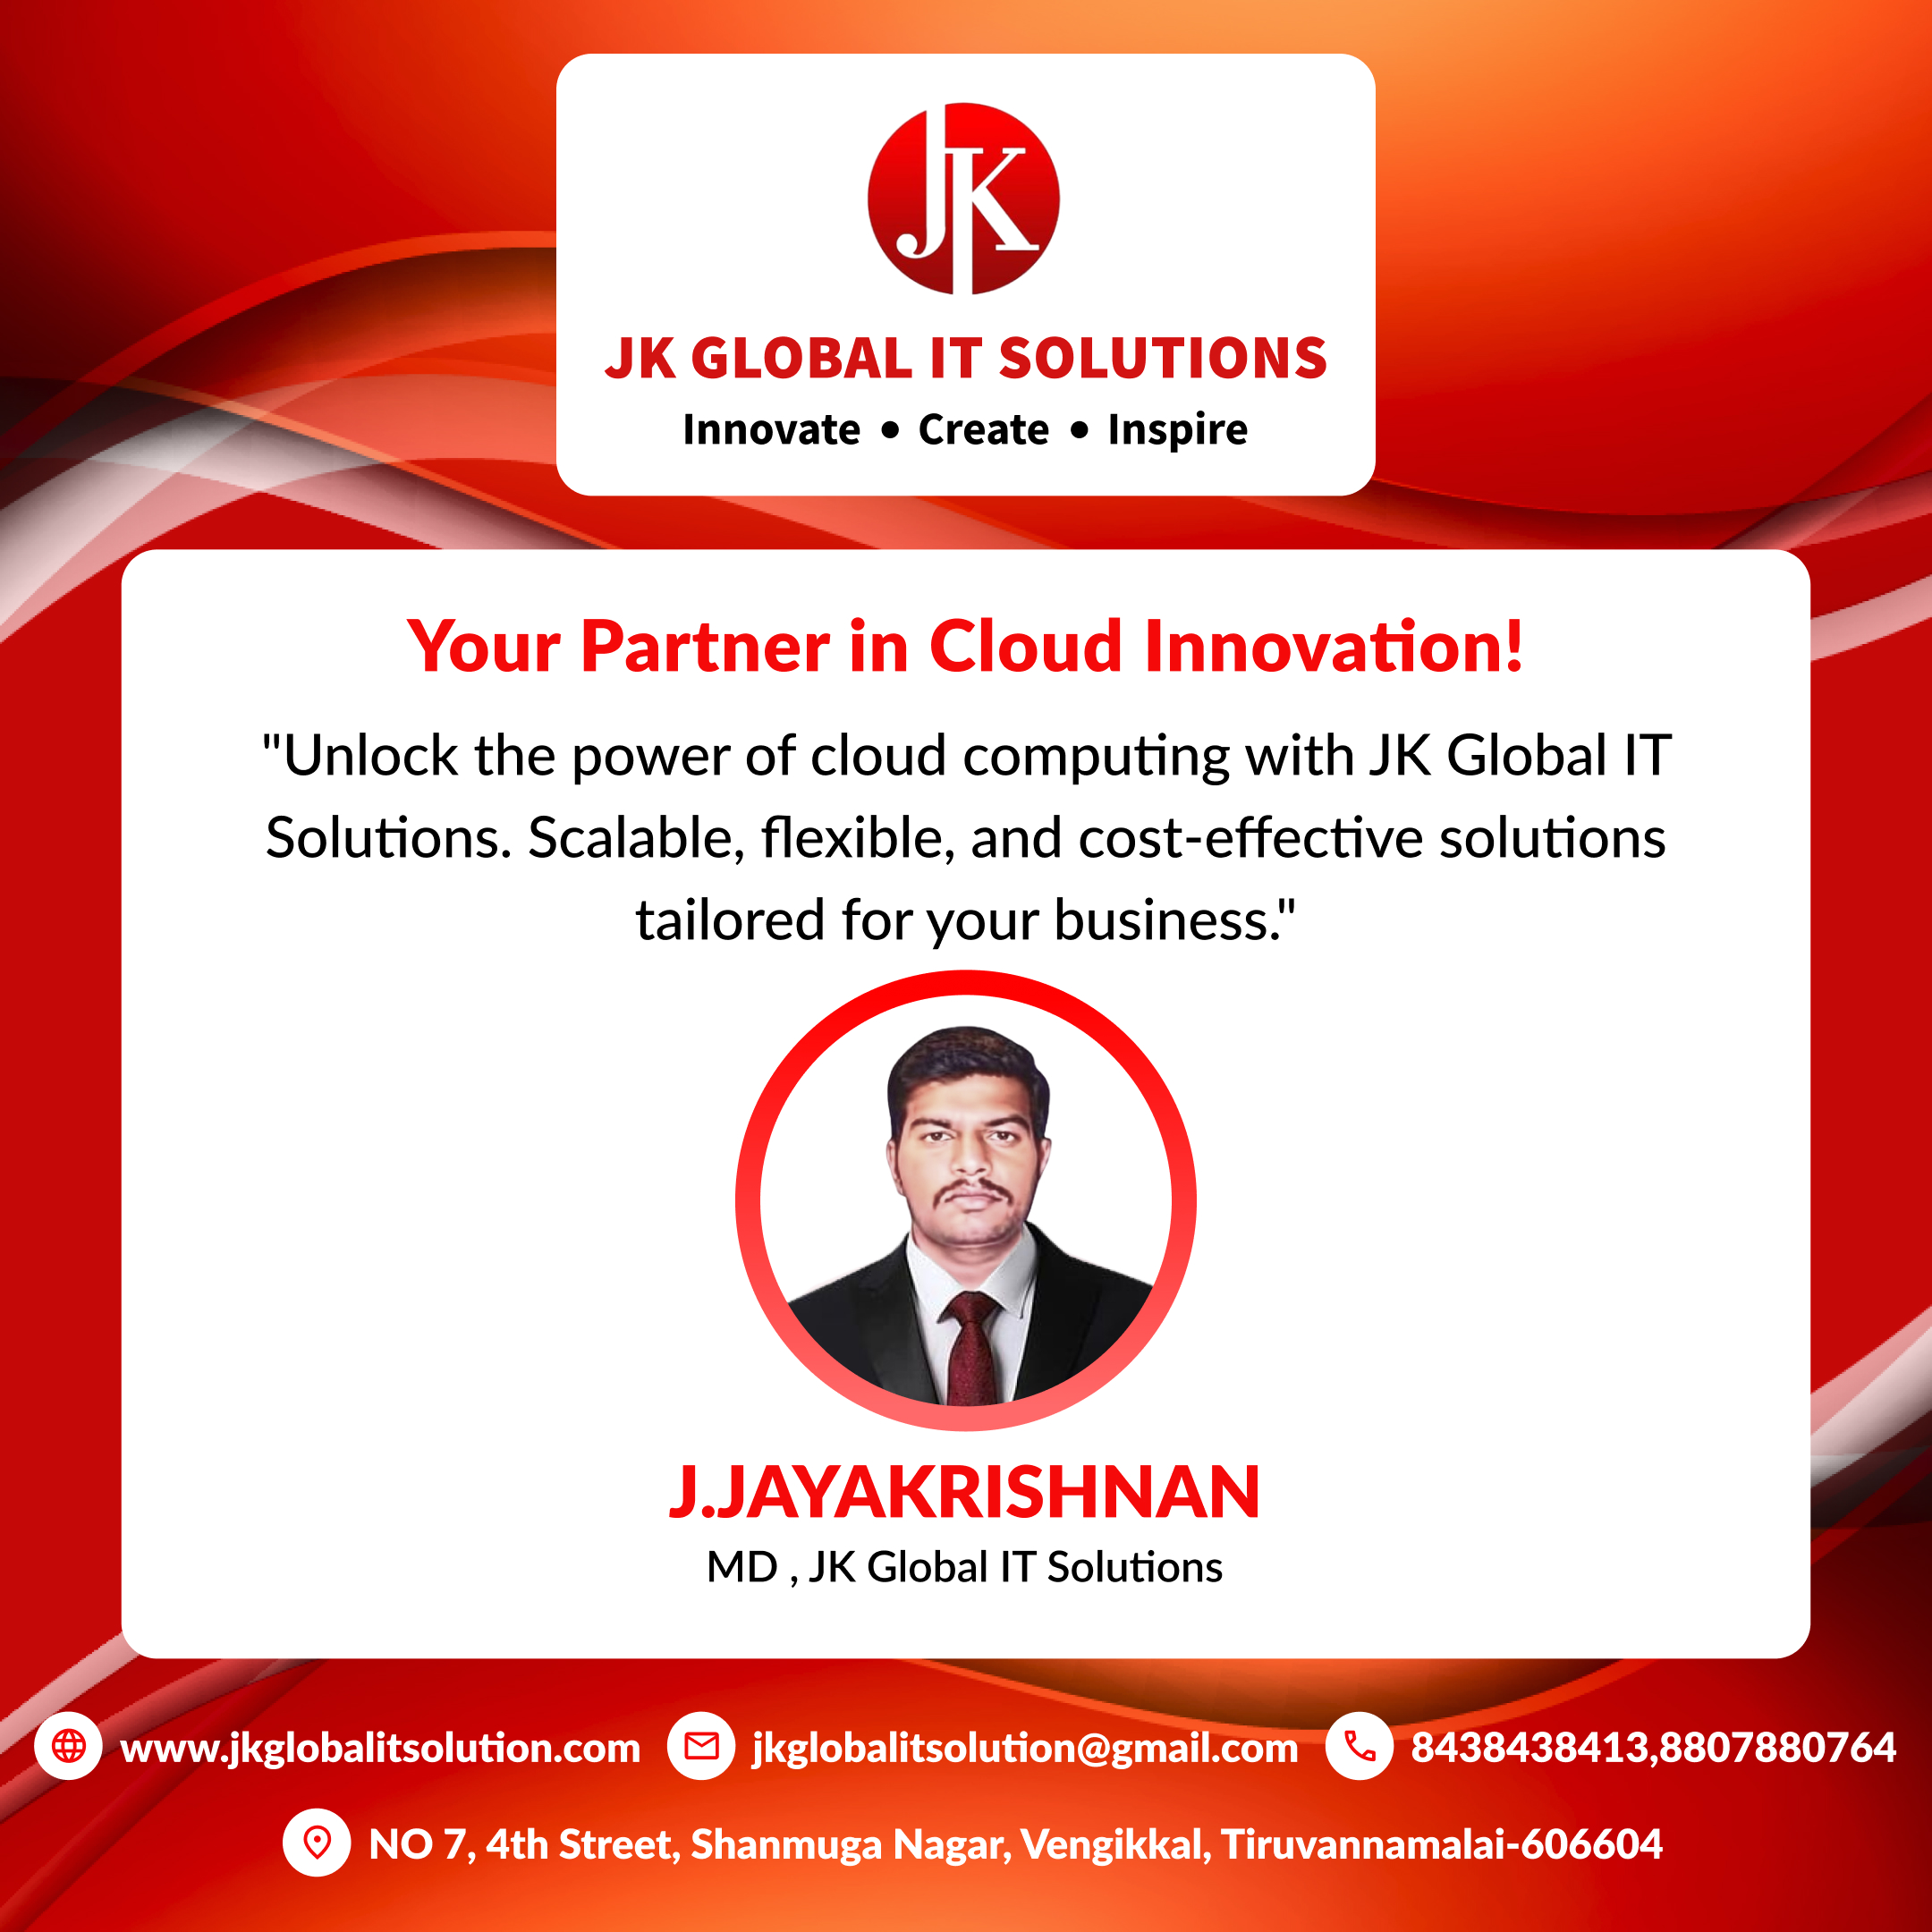 JK
JK GLOBAL IT SOLUTIONS
Innovate • Create • Inspire
Your Partner in Cloud Innovation!
"Unlock the power of cloud computing with JK Global IT
Solutions. Scalable, flexible, and cost-effective solutions
tailored for your business."
J.JAYAKRISHNAN
MD , JK Global IT Solutions
www.jkglobalitsolution.com jkglobalitsolution@gmail.com 8438438413,8807880764
NO 7, 4th Street, Shanmuga Nagar, Vengikkal, Tiruvannamalai-606604